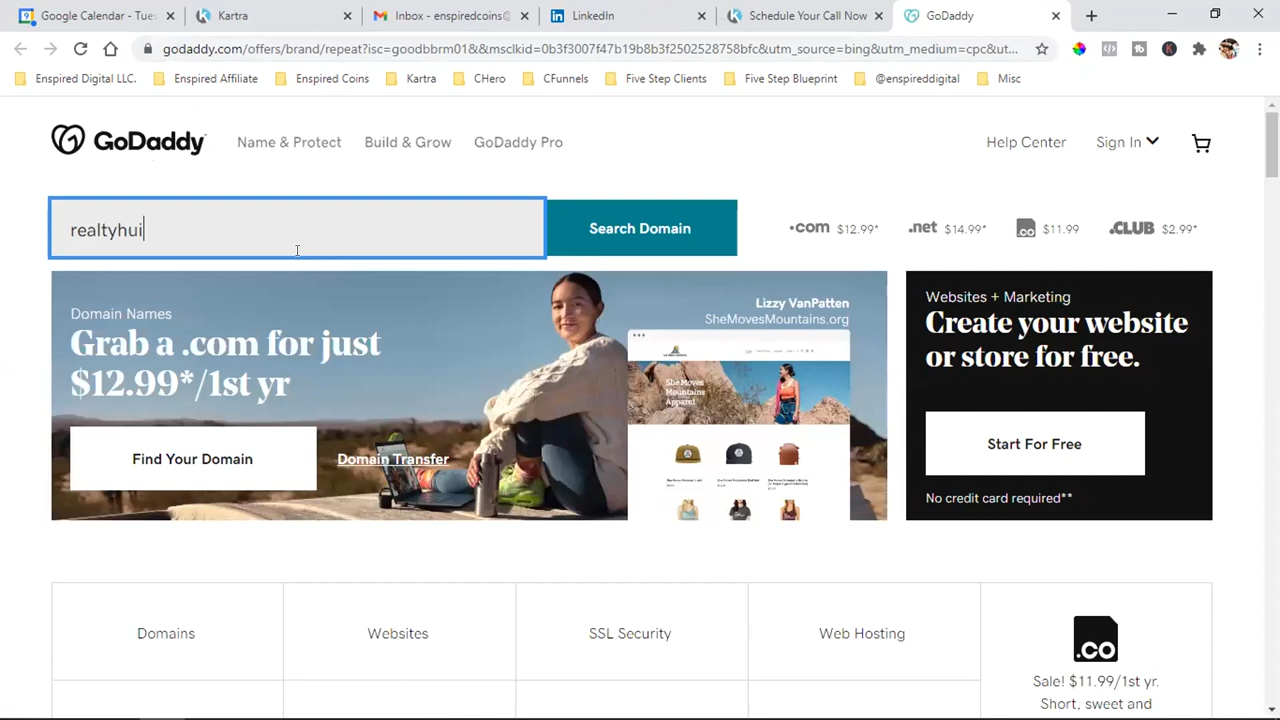 Google Calendar - Tues
Kartra
Inbox - enspiredcoins@
LinkedIn
Schedule Your Call Now
GoDaddy
godaddy.com/offers/brand/repeat?isc=goodbbrm01&&msclkid=0b3f3007f47b19b8b3f2502528758bfc&utm_source=bing&utm_medium=cpc&ut...
Enspired Digital LLC.
Enspired Affiliate
Enspired Coins
Kartra
CHero
CFunnels
Five Step Clients
Five Step Blueprint
@enspireddigital
Misc
GoDaddy
Name & Protect
Build & Grow
GoDaddy Pro
Help Center
Sign In
realtyhui
Search Domain
.com $12.99*
.net $14.99*
.co $11.99
.CLUB $2.99*
Domain Names
Grab a .com for just
$12.99*/1st yr
Find Your Domain
Domain Transfer
Lizzy VanPatten
SheMovesMountains.org
She Moves
Mountains
Apparel
Websites + Marketing
Create your website
or store for free.
Start For Free
No credit card required**
Domains
Websites
SSL Security
Web Hosting
.co
Sale! $11.99/1st yr.
Short, sweet and